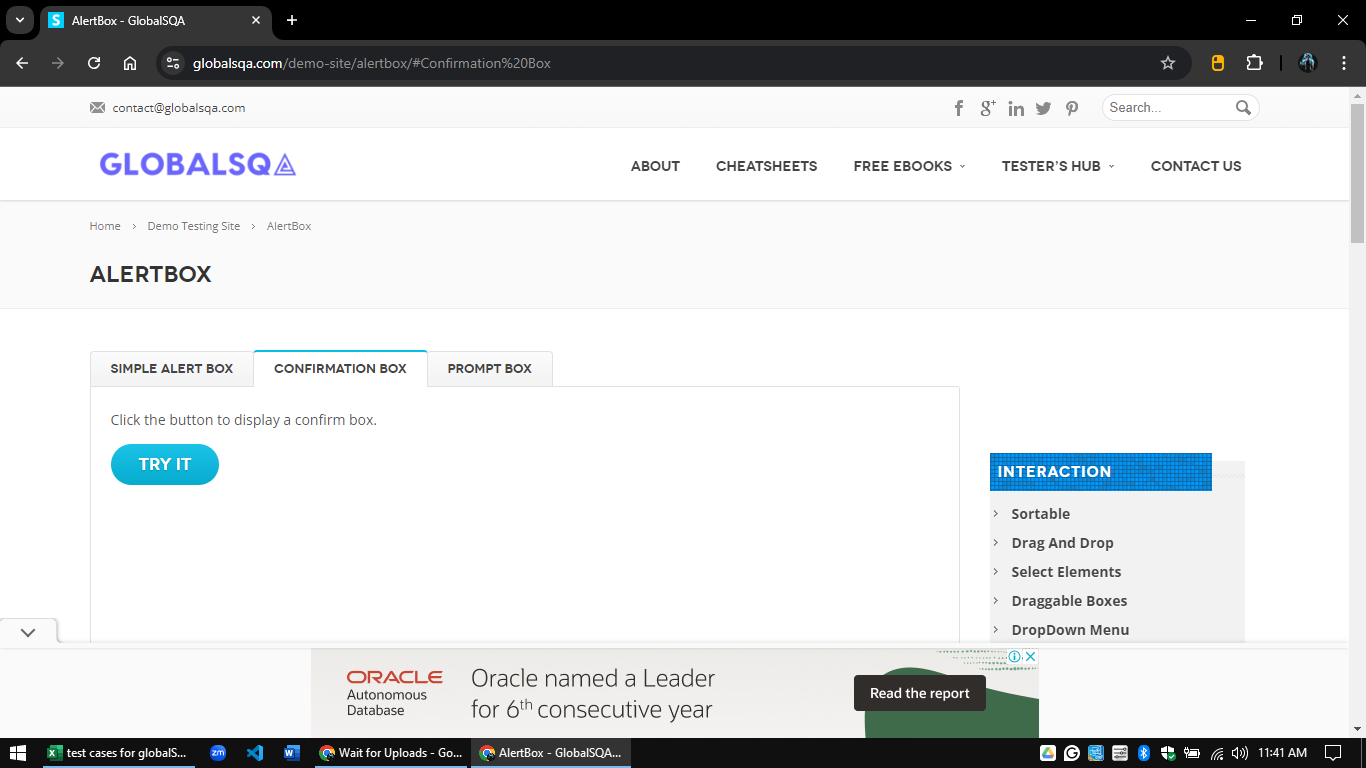 AlertBox - GlobalSQA
globalsqa.com/demo-site/alertbox/#Confirmation%20Box
contact@globalsqa.com
Search...
GLOBALSQA
ABOUT CHEATSHEETS FREE EBOOKS TESTER'S HUB CONTACT US
Home › Demo Testing Site › AlertBox
ALERTBOX
SIMPLE ALERT BOX CONFIRMATION BOX PROMPT BOX
Click the button to display a confirm box.
TRY IT
INTERACTION
Sortable
Drag And Drop
Select Elements
Draggable Boxes
DropDown Menu
ORACLE
Autonomous
Database
Oracle named a Leader
for 6th consecutive year
Read the report
test cases for globalS... zm Wait for Uploads - Go... AlertBox - GlobalSQA... 11:41 AM